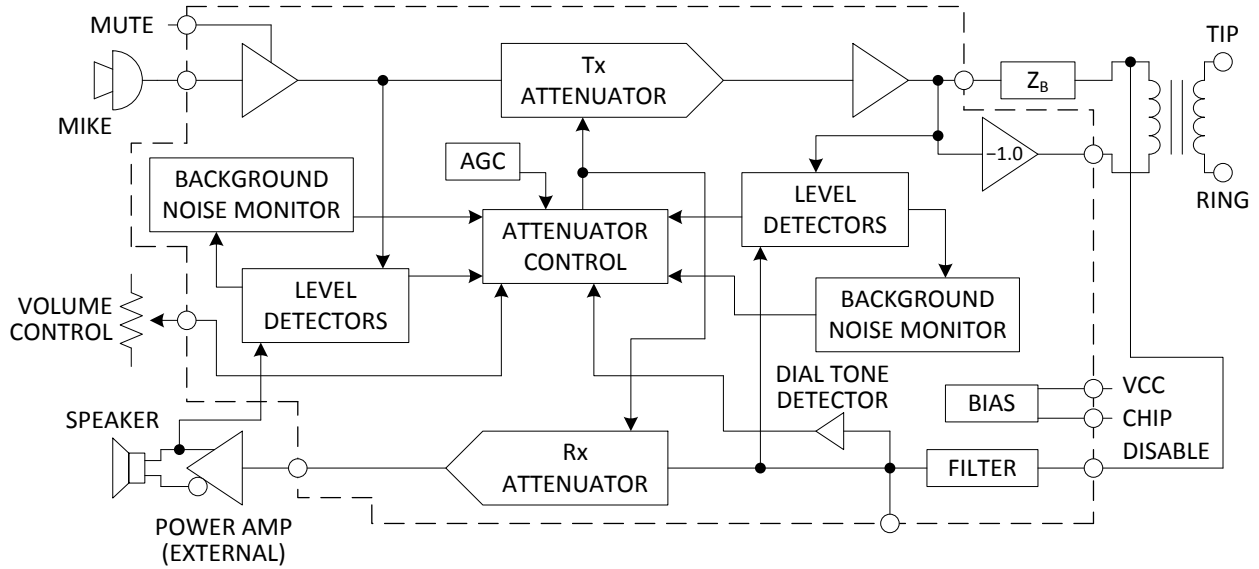 MUTE
MIKE
Tx
ATTENUATOR
Z_B
TIP
RING
−1.0
AGC
BACKGROUND
NOISE MONITOR
LEVEL
DETECTORS
ATTENUATOR
CONTROL
LEVEL
DETECTORS
BACKGROUND
NOISE MONITOR
VOLUME
CONTROL
DIAL TONE
DETECTOR
BIAS
VCC
CHIP
DISABLE
SPEAKER
Rx
ATTENUATOR
FILTER
POWER AMP
(EXTERNAL)